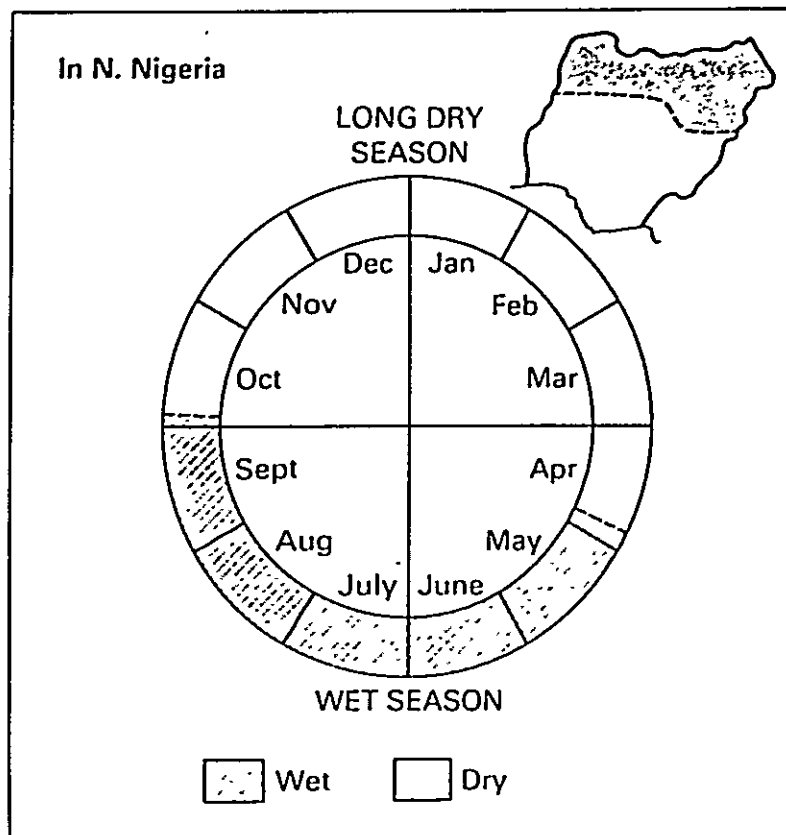 In N. Nigeria
LONG DRY
SEASON
Dec
Jan
Nov
Feb
Oct
Mar
Sept
Apr
Aug
May
July
June
WET SEASON
Wet
Dry